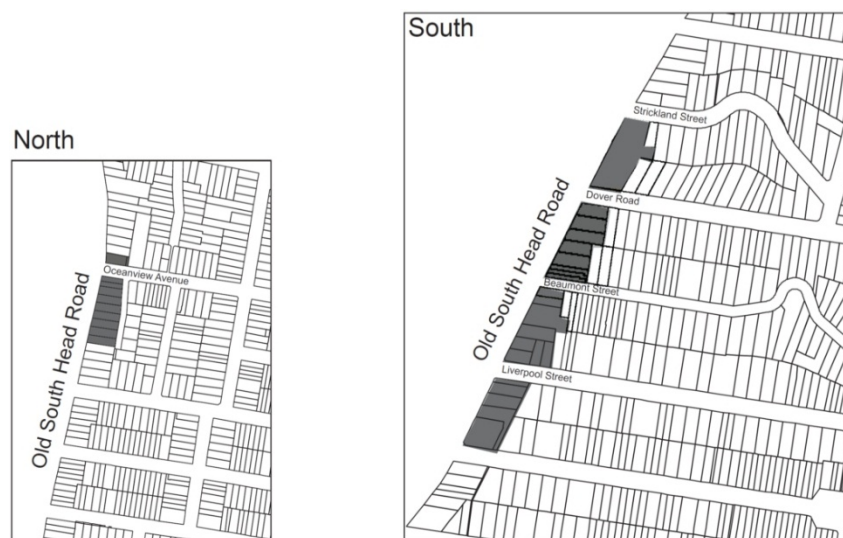 North
Oceanview Avenue
Old South Head Road
South
Strickland Street
Dover Road
Old South Head Road
Beaumont Street
Liverpool Street